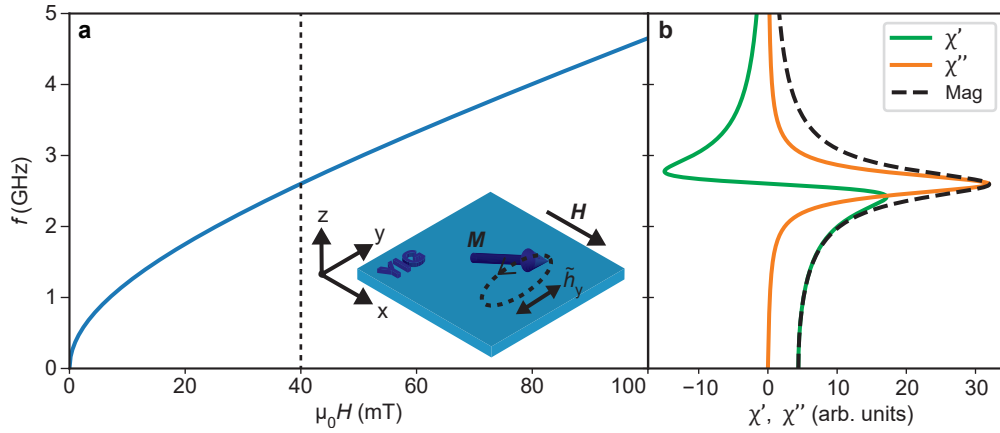 a
f (GHz)
5
4
3
2
1
0
0
20
40
60
80
100
μ₀H (mT)
z
y
x
YIG
M
H
h̃y
b
χ'
χ''
Mag
−10
0
10
20
30
χ', χ'' (arb. units)